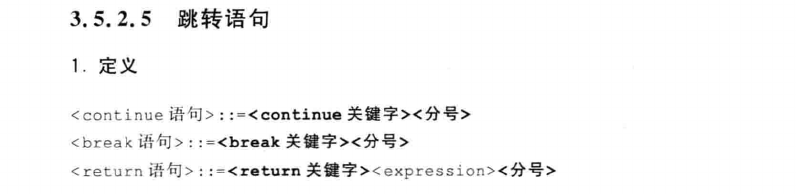 3.5.2.5 跳转语句
1. 定义
<continue 语句>::=<continue 关键字><分号>
<break 语句>::=<break 关键字><分号>
<return 语句>::=<return 关键字><expression><分号>